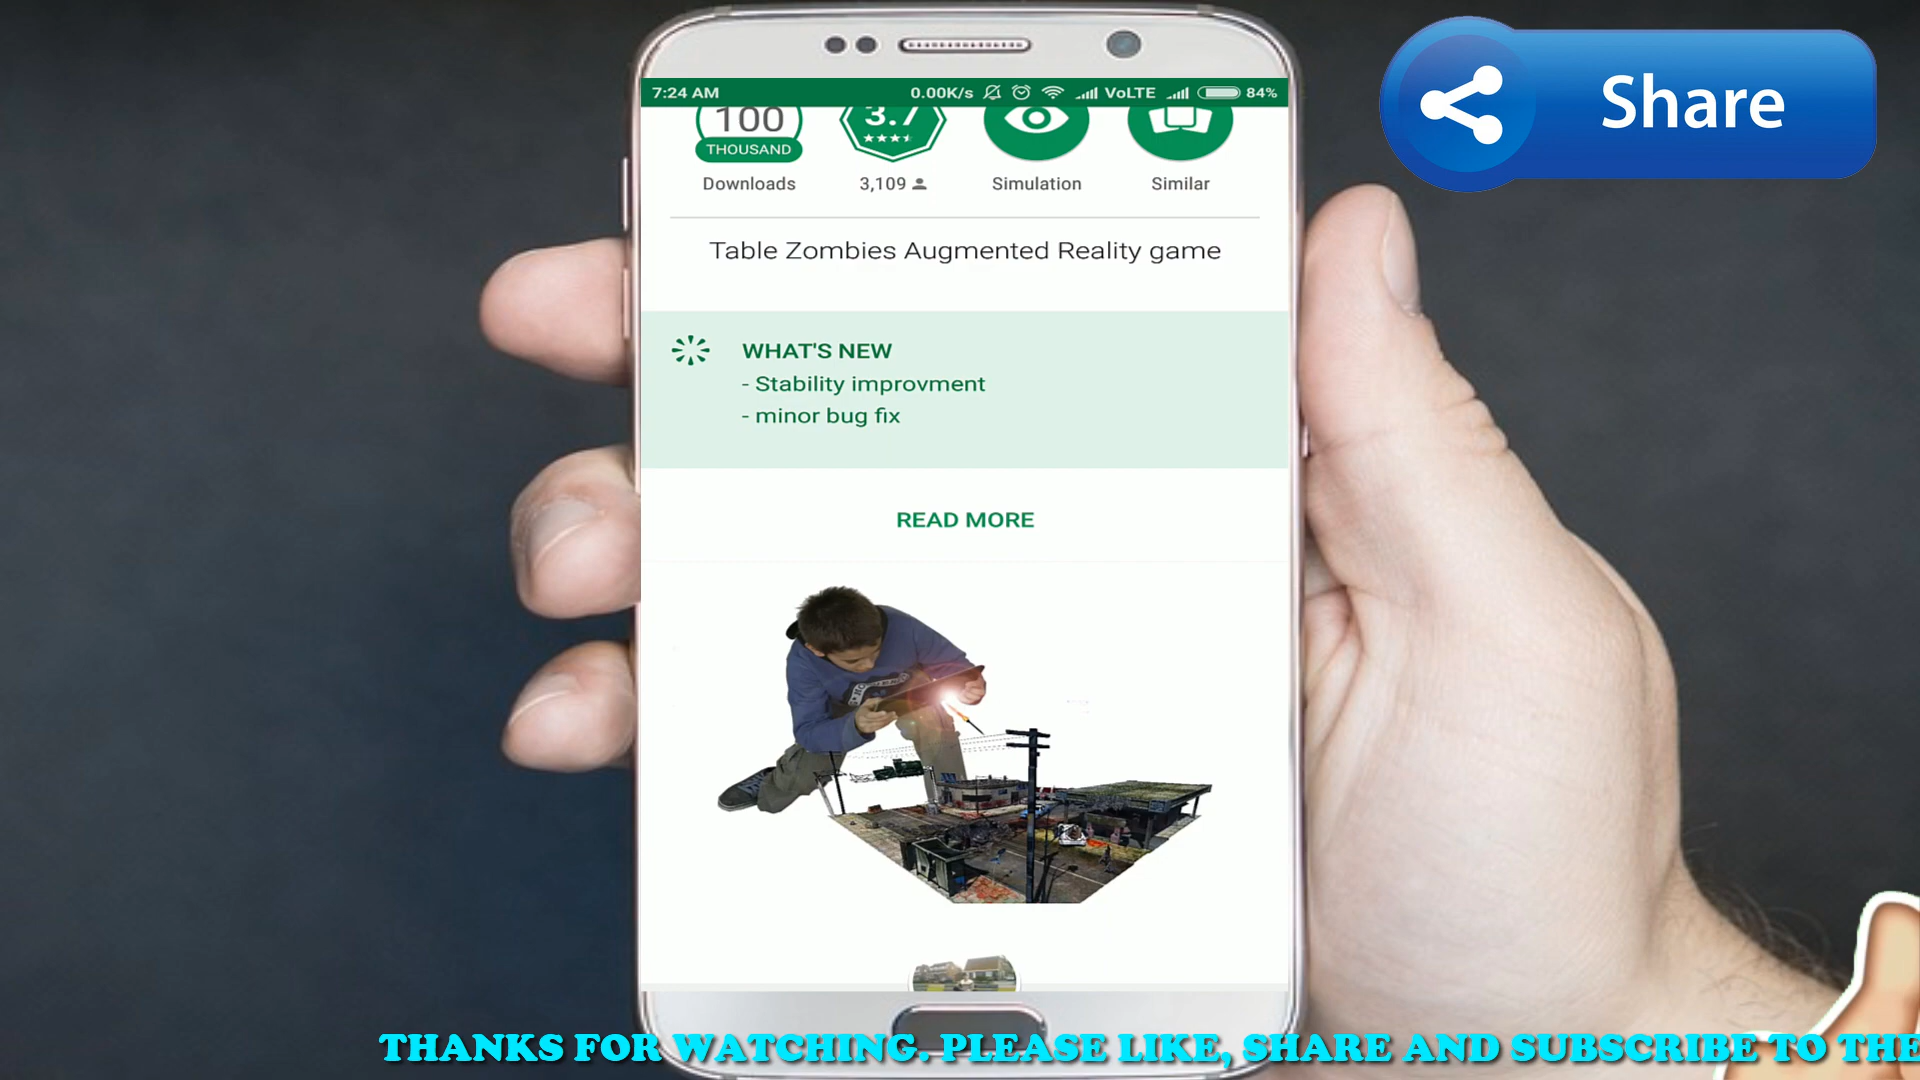 Share
7:24 AM 0.00K/s VoLTE 84%
100 3.7
THOUSAND
Downloads 3,109 Simulation Similar
Table Zombies Augmented Reality game
WHAT'S NEW
- Stability improvment
- minor bug fix
READ MORE
THANKS FOR WATCHING. PLEASE LIKE, SHARE AND SUBSCRIBE TO THE